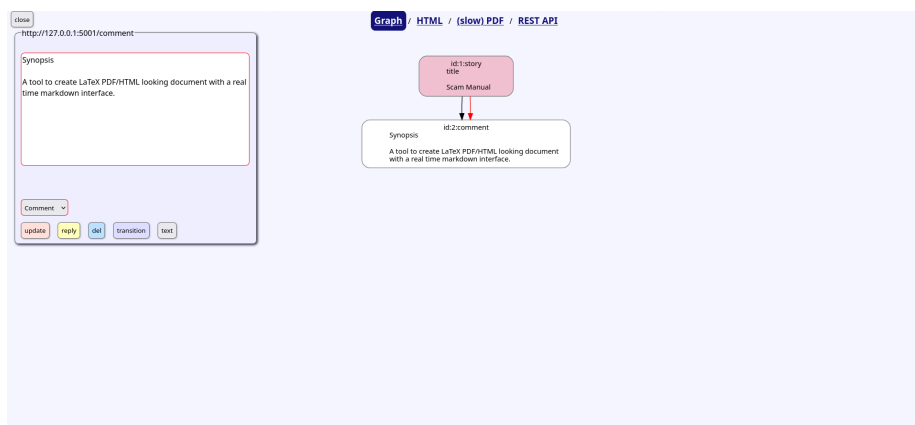 close
Graph / HTML / (slow) PDF / REST API
http://127.0.0.1:5001/comment
Synopsis
A tool to create LaTeX PDF/HTML looking document with a real
time markdown interface.
Comment
update reply del transition text
id:1:story
title
Scam Manual
id:2:comment
Synopsis
A tool to create LaTeX PDF/HTML looking document
with a real time markdown interface.